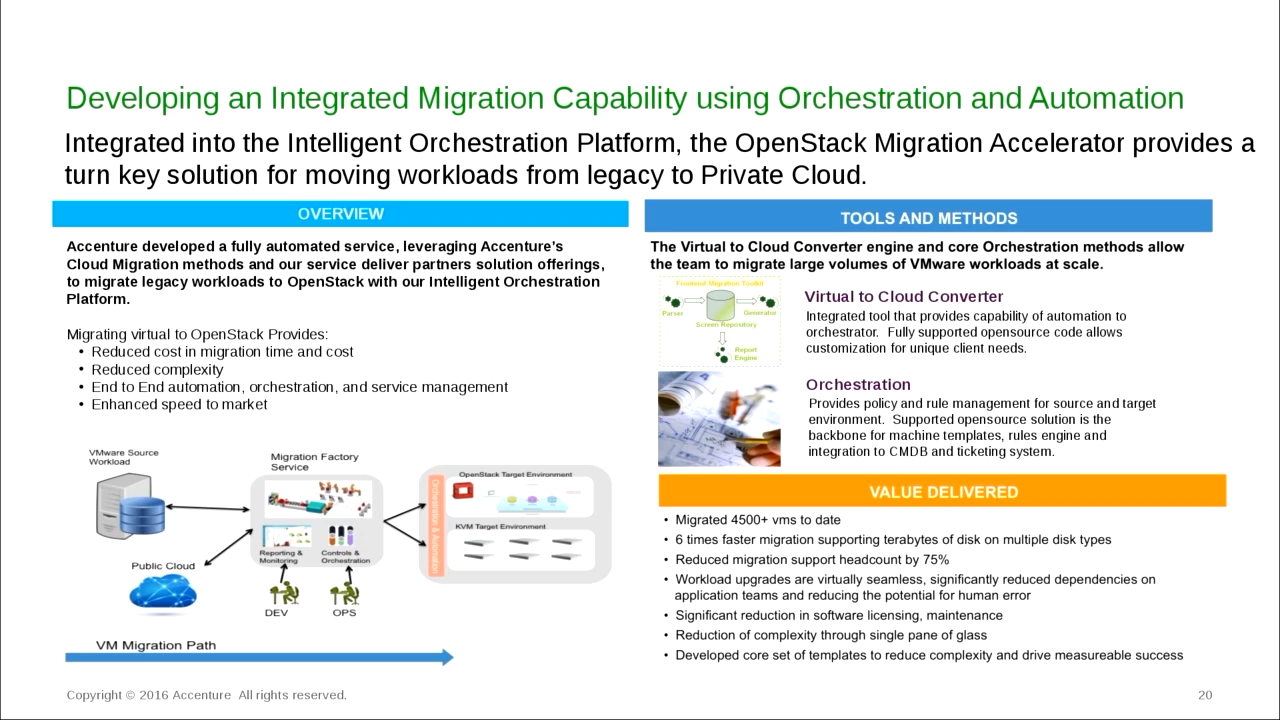 Developing an Integrated Migration Capability using Orchestration and Automation
Integrated into the Intelligent Orchestration Platform, the OpenStack Migration Accelerator provides a
turn key solution for moving workloads from legacy to Private Cloud.
OVERVIEW
Accenture developed a fully automated service, leveraging Accenture's
Cloud Migration methods and our service deliver partners solution offerings,
to migrate legacy workloads to OpenStack with our Intelligent Orchestration
Platform.
Migrating virtual to OpenStack Provides:
• Reduced cost in migration time and cost
• Reduced complexity
• End to End automation, orchestration, and service management
• Enhanced speed to market
VMware Source
Workload
Migration Factory
Service
Public Cloud
Reporting &
Monitoring
Controls &
Orchestration
DEV
OPS
Orchestration & Automation
OpenStack Target Environment
KVM Target Environment
VM Migration Path
TOOLS AND METHODS
The Virtual to Cloud Converter engine and core Orchestration methods allow
the team to migrate large volumes of VMware workloads at scale.
Frontend Migration Toolkit
Parser
Generator
Screen Repository
Report
Engine
Virtual to Cloud Converter
Integrated tool that provides capability of automation to
orchestrator.  Fully supported opensource code allows
customization for unique client needs.
Orchestration
Provides policy and rule management for source and target
environment.  Supported opensource solution is the
backbone for machine templates, rules engine and
integration to CMDB and ticketing system.
VALUE DELIVERED
• Migrated 4500+ vms to date
• 6 times faster migration supporting terabytes of disk on multiple disk types
• Reduced migration support headcount by 75%
• Workload upgrades are virtually seamless, significantly reduced dependencies on
application teams and reducing the potential for human error
• Significant reduction in software licensing, maintenance
• Reduction of complexity through single pane of glass
• Developed core set of templates to reduce complexity and drive measureable success
Copyright © 2016 Accenture  All rights reserved.
20